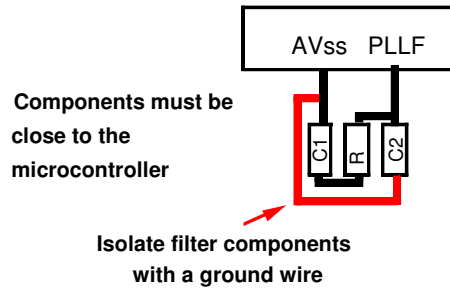 AVss PLLF
Components must be
close to the
microcontroller
C1 R C2
Isolate filter components
with a ground wire